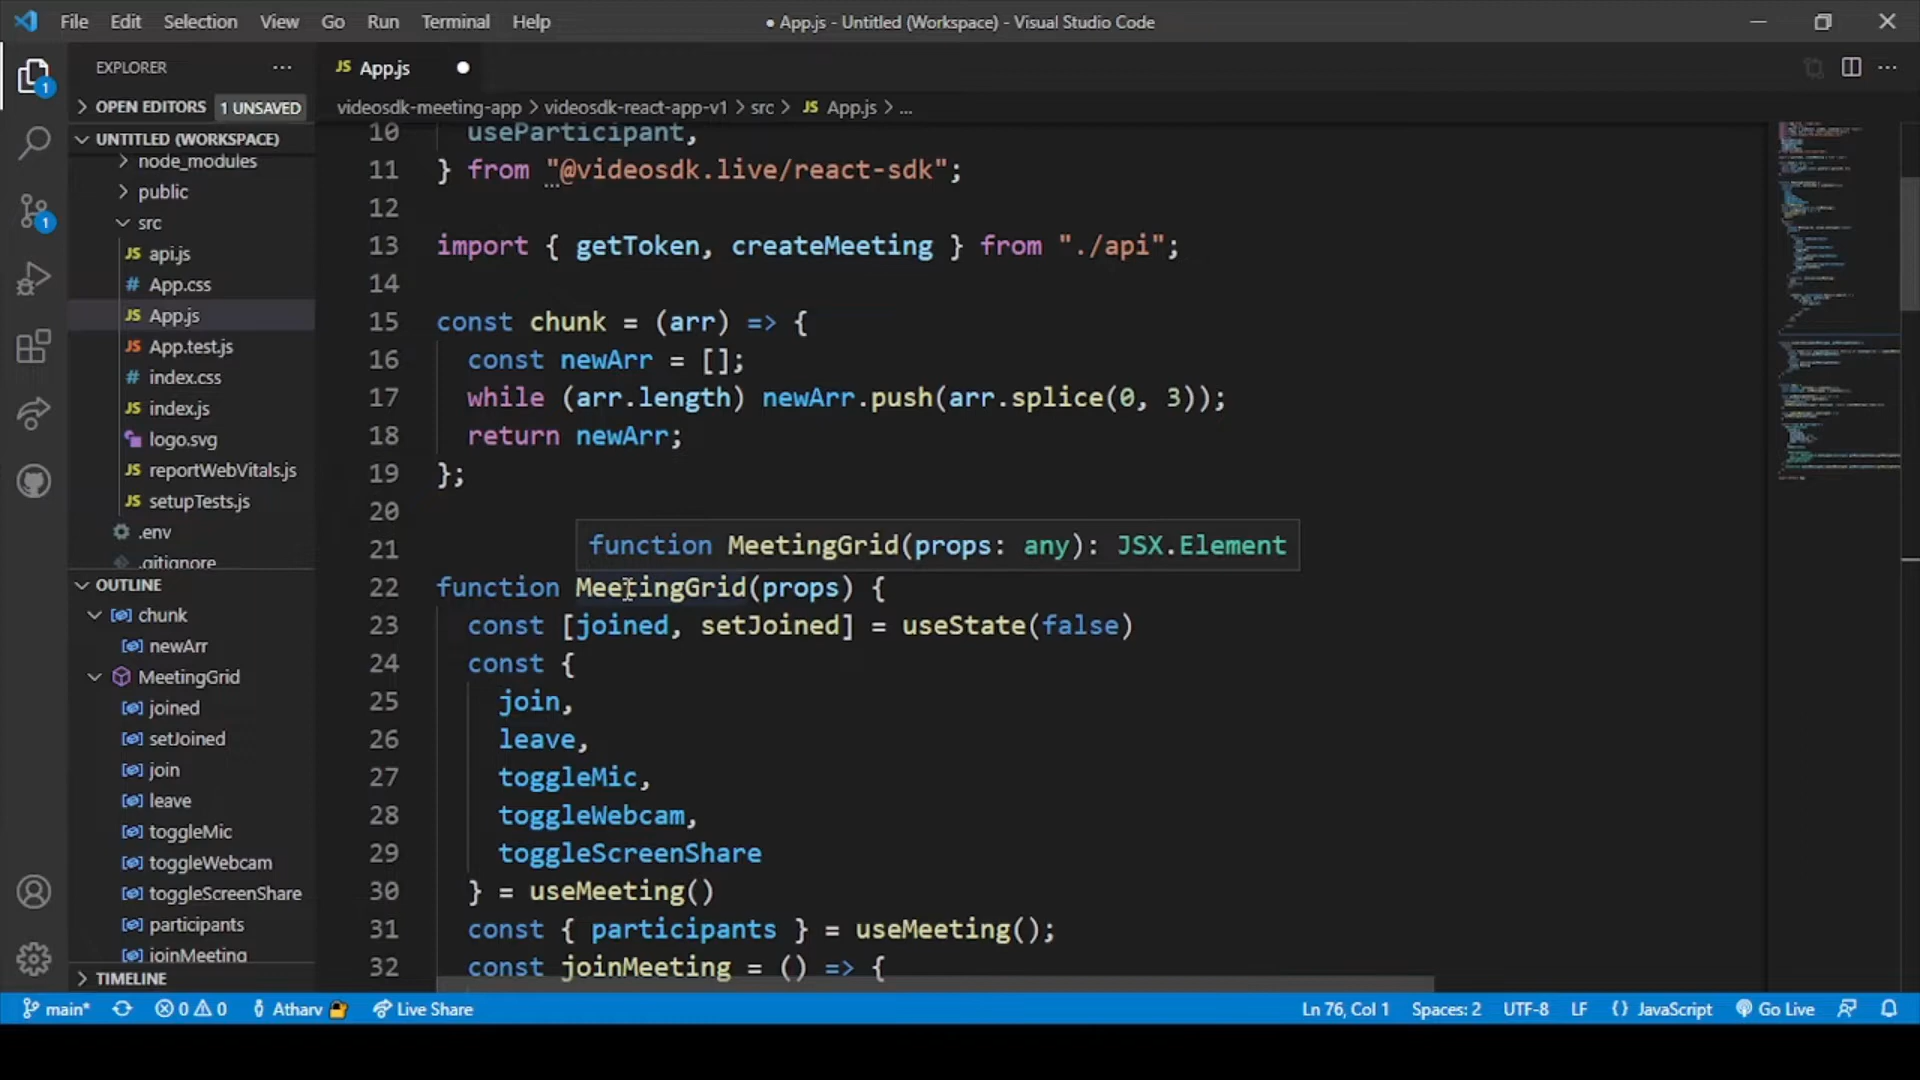 File Edit Selection View Go Run Terminal Help
● App.js - Untitled (Workspace) - Visual Studio Code
EXPLORER
OPEN EDITORS 1 UNSAVED
UNTITLED (WORKSPACE)
node_modules
public
src
JS api.js
# App.css
JS App.js
JS App.test.js
# index.css
JS index.js
logo.svg
JS reportWebVitals.js
JS setupTests.js
.env
.gitignore
OUTLINE
chunk
newArr
MeetingGrid
joined
setJoined
join
leave
toggleMic
toggleWebcam
toggleScreenShare
participants
joinMeeting
TIMELINE
JS App.js
videosdk-meeting-app > videosdk-react-app-v1 > src > JS App.js > ...
10 useParticipant,
11 } from "@videosdk.live/react-sdk";
12
13 import { getToken, createMeeting } from "./api";
14
15 const chunk = (arr) => {
16 const newArr = [];
17 while (arr.length) newArr.push(arr.splice(0, 3));
18 return newArr;
19 };
20
21
function MeetingGrid(props: any): JSX.Element
22 function MeetingGrid(props) {
23 const [joined, setJoined] = useState(false)
24 const {
25 join,
26 leave,
27 toggleMic,
28 toggleWebcam,
29 toggleScreenShare
30 } = useMeeting()
31 const { participants } = useMeeting();
32 const joinMeeting = () => {
1
1
main* 0 0 Atharv Live Share Ln 76, Col 1 Spaces: 2 UTF-8 LF {} JavaScript Go Live